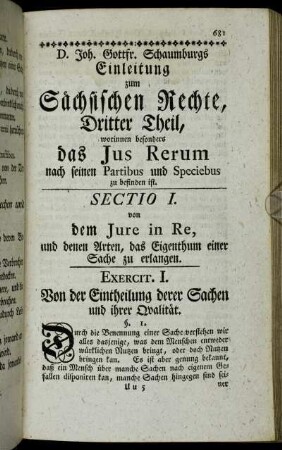 681
D. Joh. Gottfr. Schaumburgs
Einleitung
zum
Sächsischen Rechte,
Dritter Theil,
worinnen besonders
das Jus Rerum
nach seinen Partibus und Speciebus
zu befinden ist.
SECTIO I.
von
dem Jure in Re,
und denen Arten, das Eigenthum einer
Sache zu erlangen.
EXERCIT. I.
Von der Eintheilung derer Sachen
und ihrer Qvalität.
§. 1.
Durch die Benennung einer Sache verstehen wir
alles dasjenige, was dem Menschen entweder
würcklichen Nutzen bringt, oder doch Nutzen
bringen kan. Es ist aber genung bekannt,
daß ein Mensch über manche Sachen nach eigenem Ge-
fallen disponiren kan, manche Sachen hingegen sind sei-
Uu 5 ner